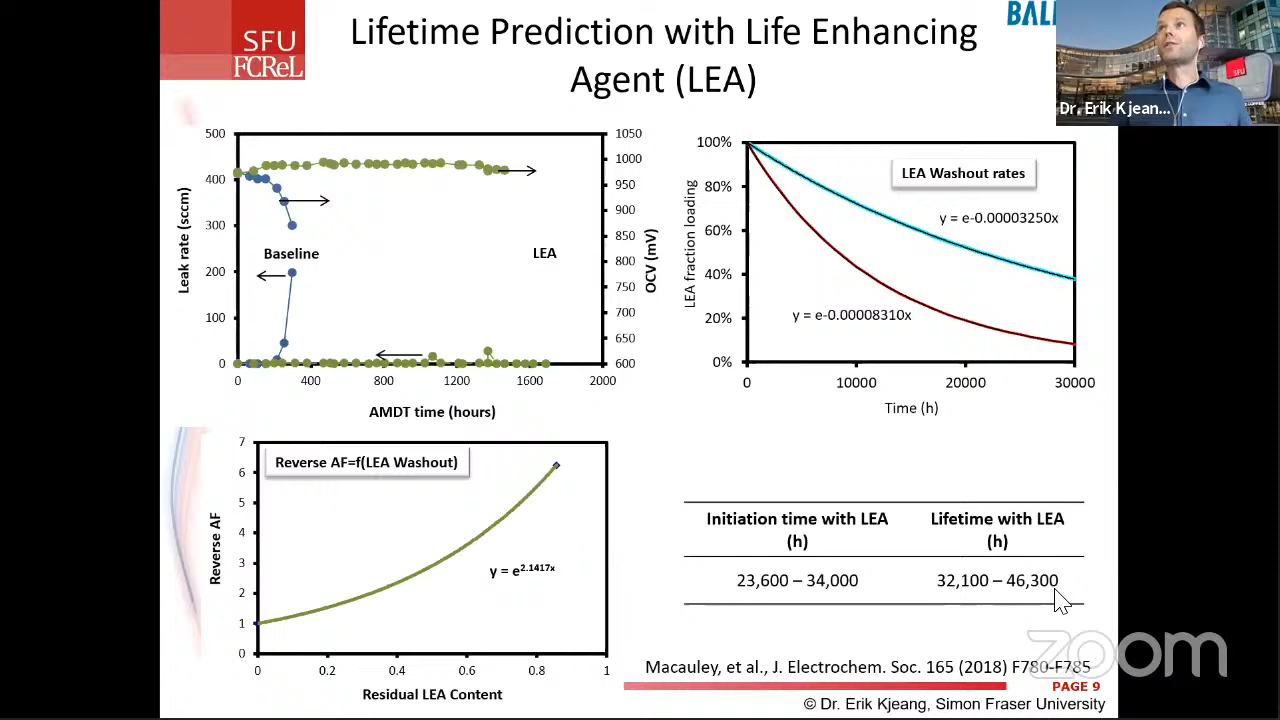 SFU
FCReL
Lifetime Prediction with Life Enhancing
Agent (LEA)
SFU
Dr. Erik Kjean...
500
400
300
200
100
0
Leak rate (sccm)
1050
1000
950
900
850
800
750
700
650
600
OCV (mV)
Baseline
LEA
0
400
800
1200
1600
2000
AMDT time (hours)
100%
80%
60%
40%
20%
0%
LEA fraction loading
LEA Washout rates
y = e-0.00003250x
y = e-0.00008310x
0
10000
20000
30000
Time (h)
7
6
5
4
3
2
1
0
Reverse AF
Reverse AF=f(LEA Washout)
y = e2.1417x
0
0.2
0.4
0.6
0.8
1
Residual LEA Content
Initiation time with LEA
(h)
Lifetime with LEA
(h)
23,600 – 34,000
32,100 – 46,300
zoom
Macauley, et al., J. Electrochem. Soc. 165 (2018) F780-F785
PAGE 9
© Dr. Erik Kjeang, Simon Fraser University